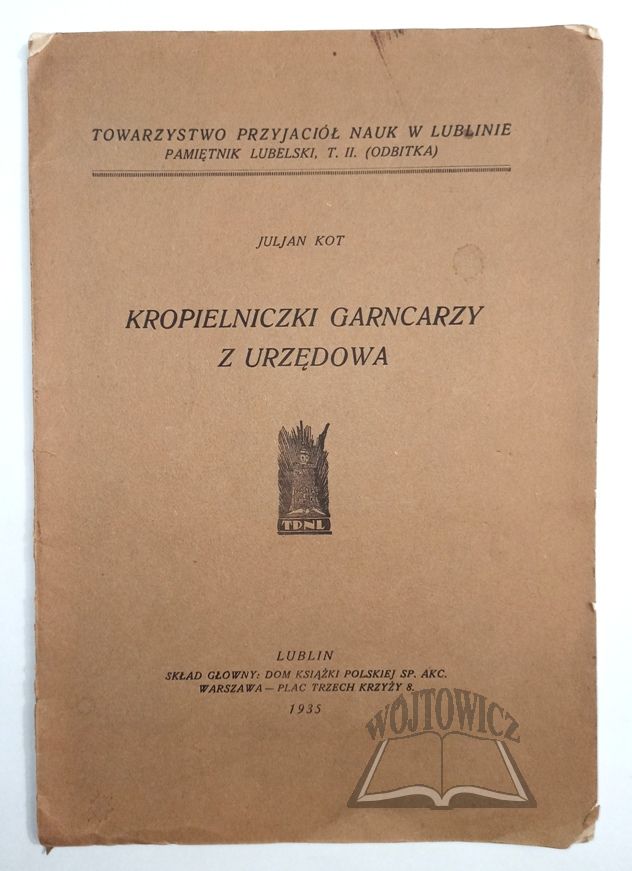 TOWARZYSTWO PRZYJACIÓŁ NAUK W LUBLINIE
PAMIĘTNIK LUBELSKI, T. II. (ODBITKA)
JULJAN KOT
KROPIELNICZKI GARNCARZY
Z URZĘDOWA
TPNL
LUBLIN
SKŁAD GŁOWNY: DOM KSIĄŻKI POLSKIEJ SP. AKC.
WARSZAWA — PLAC TRZECH KRZYŻY 8.
1935
WÓJTOWICZ